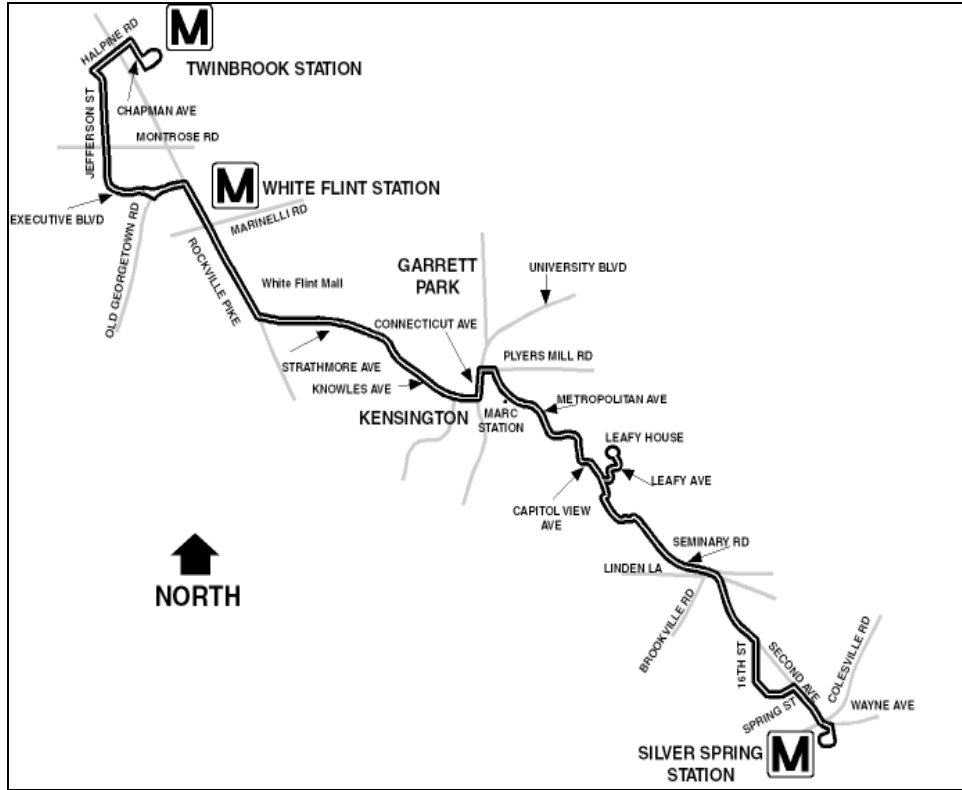 HALPINE RD
M
TWINBROOK STATION
CHAPMAN AVE
JEFFERSON ST
MONTROSE RD
M
WHITE FLINT STATION
EXECUTIVE BLVD
OLD GEORGETOWN RD
MARINELLI RD
ROCKVILLE PIKE
White Flint Mall
GARRETT
PARK
UNIVERSITY BLVD
CONNECTICUT AVE
STRATHMORE AVE
PLYERS MILL RD
KNOWLES AVE
KENSINGTON
MARC
STATION
METROPOLITAN AVE
LEAFY HOUSE
LEAFY AVE
CAPITOL VIEW
AVE
SEMINARY RD
LINDEN LA
NORTH
BROOKVILLE RD
16TH ST
SECOND AVE
COLESVILLE RD
SPRING ST
WAYNE AVE
SILVER SPRING
STATION
M